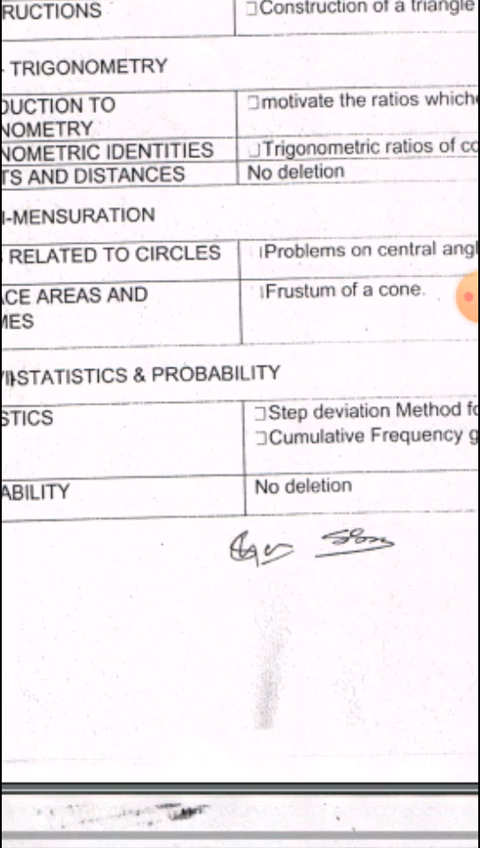 RUCTIONS
Construction of a triangle
- TRIGONOMETRY
DUCTION TO
NOMETRY
motivate the ratios which
NOMETRIC IDENTITIES
Trigonometric ratios of co
TS AND DISTANCES
No deletion
I-MENSURATION
RELATED TO CIRCLES
Problems on central angl
ACE AREAS AND
MES
Frustum of a cone.
STATISTICS & PROBABILITY
STICS
Step deviation Method fo
Cumulative Frequency g
ABILITY
No deletion